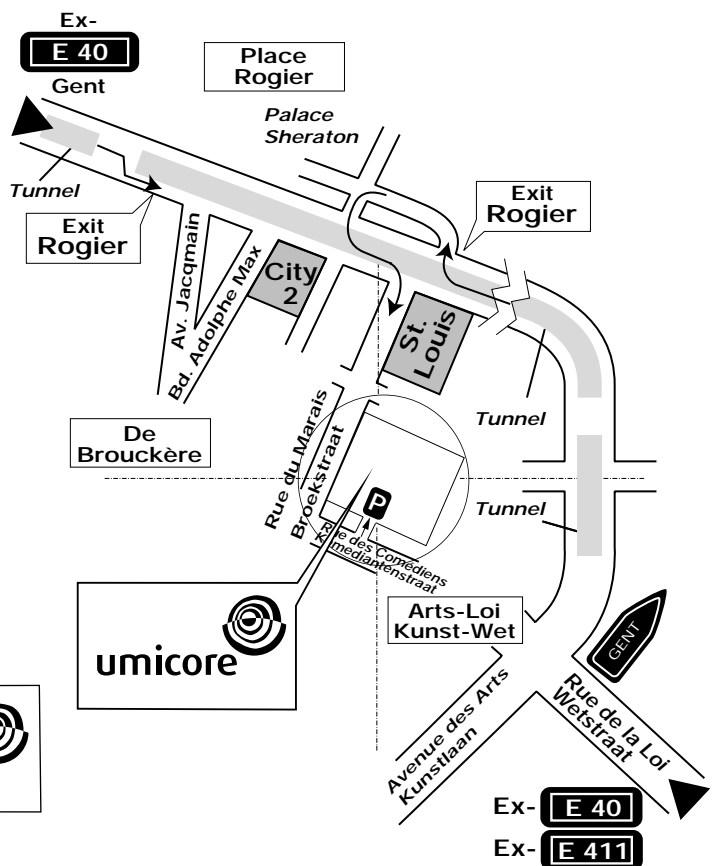 Ex-
E 40
Gent
Place
Rogier
Palace
Sheraton
Tunnel
Exit
Rogier
Exit
Rogier
Av. Jacqmain
Bd. Adolphe Max
City
2
St.
Louis
Tunnel
De
Brouckère
Rue du Marais
Broekstraat
P
Rue des Comédiens
Komediantenstraat
Tunnel
umicore
Arts-Loi
Kunst-Wet
GENT
Avenue des Arts
Kunstlaan
Rue de la Loi
Wetstraat
Ex- E 40
Ex- E 411